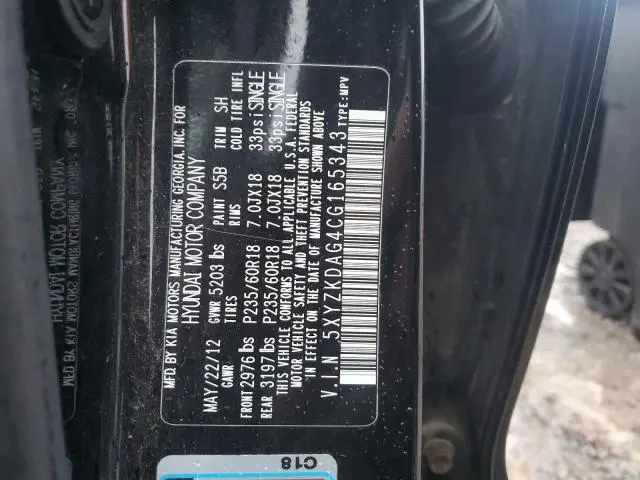 MFD BY KIA MOTORS MANUFACTURING GEORGIA, INC. FOR
HYUNDAI MOTOR COMPANY
MAY/22/12 GVWR 5203 lbs PAINT S5B TRIM SH
GAWR TIRES RIMS COLD TIRE INFL
FRONT 2976 lbs P235/60R18 7.0JX18 33psi SINGLE
REAR 3197 lbs P235/60R18 7.0JX18 33psi SINGLE
THIS VEHICLE CONFORMS TO ALL APPLICABLE U.S.A. FEDERAL
MOTOR VEHICLE SAFETY AND THEFT PREVENTION STANDARDS
IN EFFECT ON THE DATE OF MANUFACTURE SHOWN ABOVE
V.I.N 5XYZKDAG4CG165343 TYPE:MPV
C18